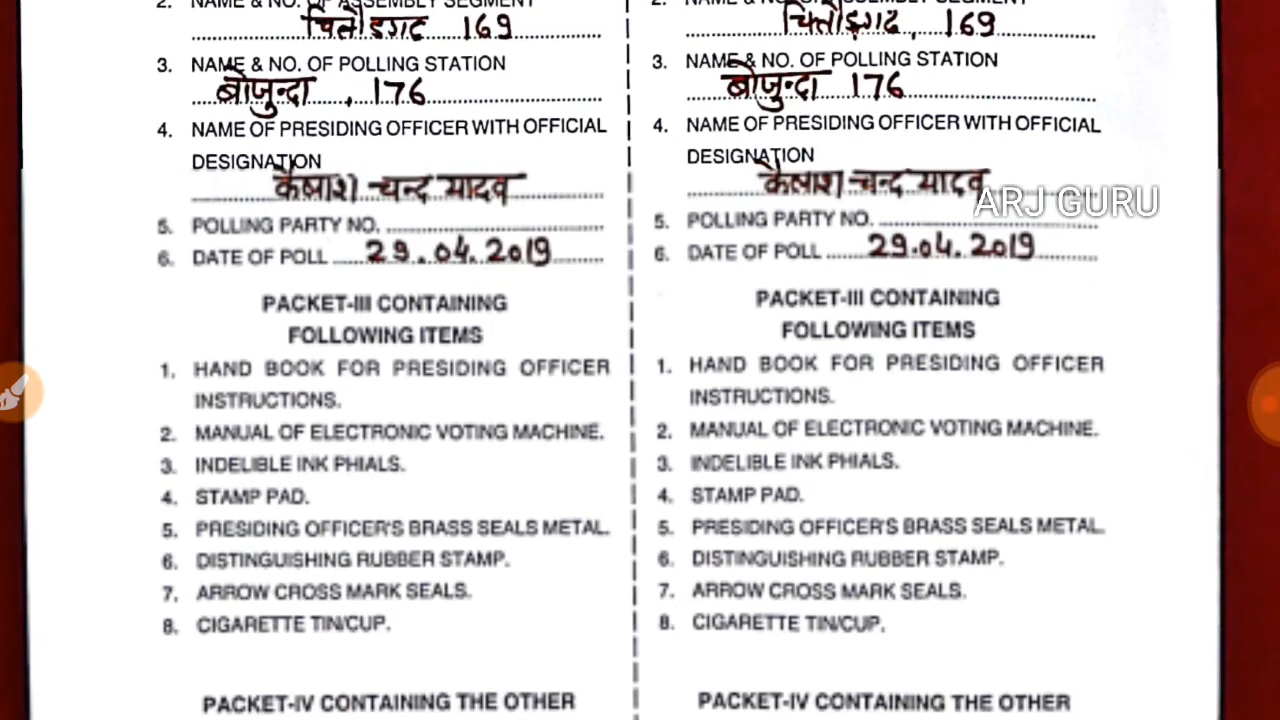 2. NAME & NO. OF ASSEMBLY SEGMENT
चितौड़गढ 169
3. NAME & NO. OF POLLING STATION
बोजुन्दा , 176
4. NAME OF PRESIDING OFFICER WITH OFFICIAL
DESIGNATION
कैलाश चन्द यादव
5. POLLING PARTY NO.
6. DATE OF POLL 29.04.2019
PACKET-III CONTAINING
FOLLOWING ITEMS
1. HAND BOOK FOR PRESIDING OFFICER
INSTRUCTIONS.
2. MANUAL OF ELECTRONIC VOTING MACHINE.
3. INDELIBLE INK PHIALS.
4. STAMP PAD.
5. PRESIDING OFFICER'S BRASS SEALS METAL.
6. DISTINGUISHING RUBBER STAMP.
7. ARROW CROSS MARK SEALS.
8. CIGARETTE TIN/CUP.
PACKET-IV CONTAINING THE OTHER
2. NAME & NO. OF ASSEMBLY SEGMENT
चितौड़गढ , 169
3. NAME & NO. OF POLLING STATION
बोजुन्दा 176
4. NAME OF PRESIDING OFFICER WITH OFFICIAL
DESIGNATION
कैलाश चन्द यादव
ARJ GURU
5. POLLING PARTY NO.
6. DATE OF POLL 29.04.2019
PACKET-III CONTAINING
FOLLOWING ITEMS
1. HAND BOOK FOR PRESIDING OFFICER
INSTRUCTIONS.
2. MANUAL OF ELECTRONIC VOTING MACHINE.
3. INDELIBLE INK PHIALS.
4. STAMP PAD.
5. PRESIDING OFFICER'S BRASS SEALS METAL.
6. DISTINGUISHING RUBBER STAMP.
7. ARROW CROSS MARK SEALS.
8. CIGARETTE TIN/CUP.
PACKET-IV CONTAINING THE OTHER